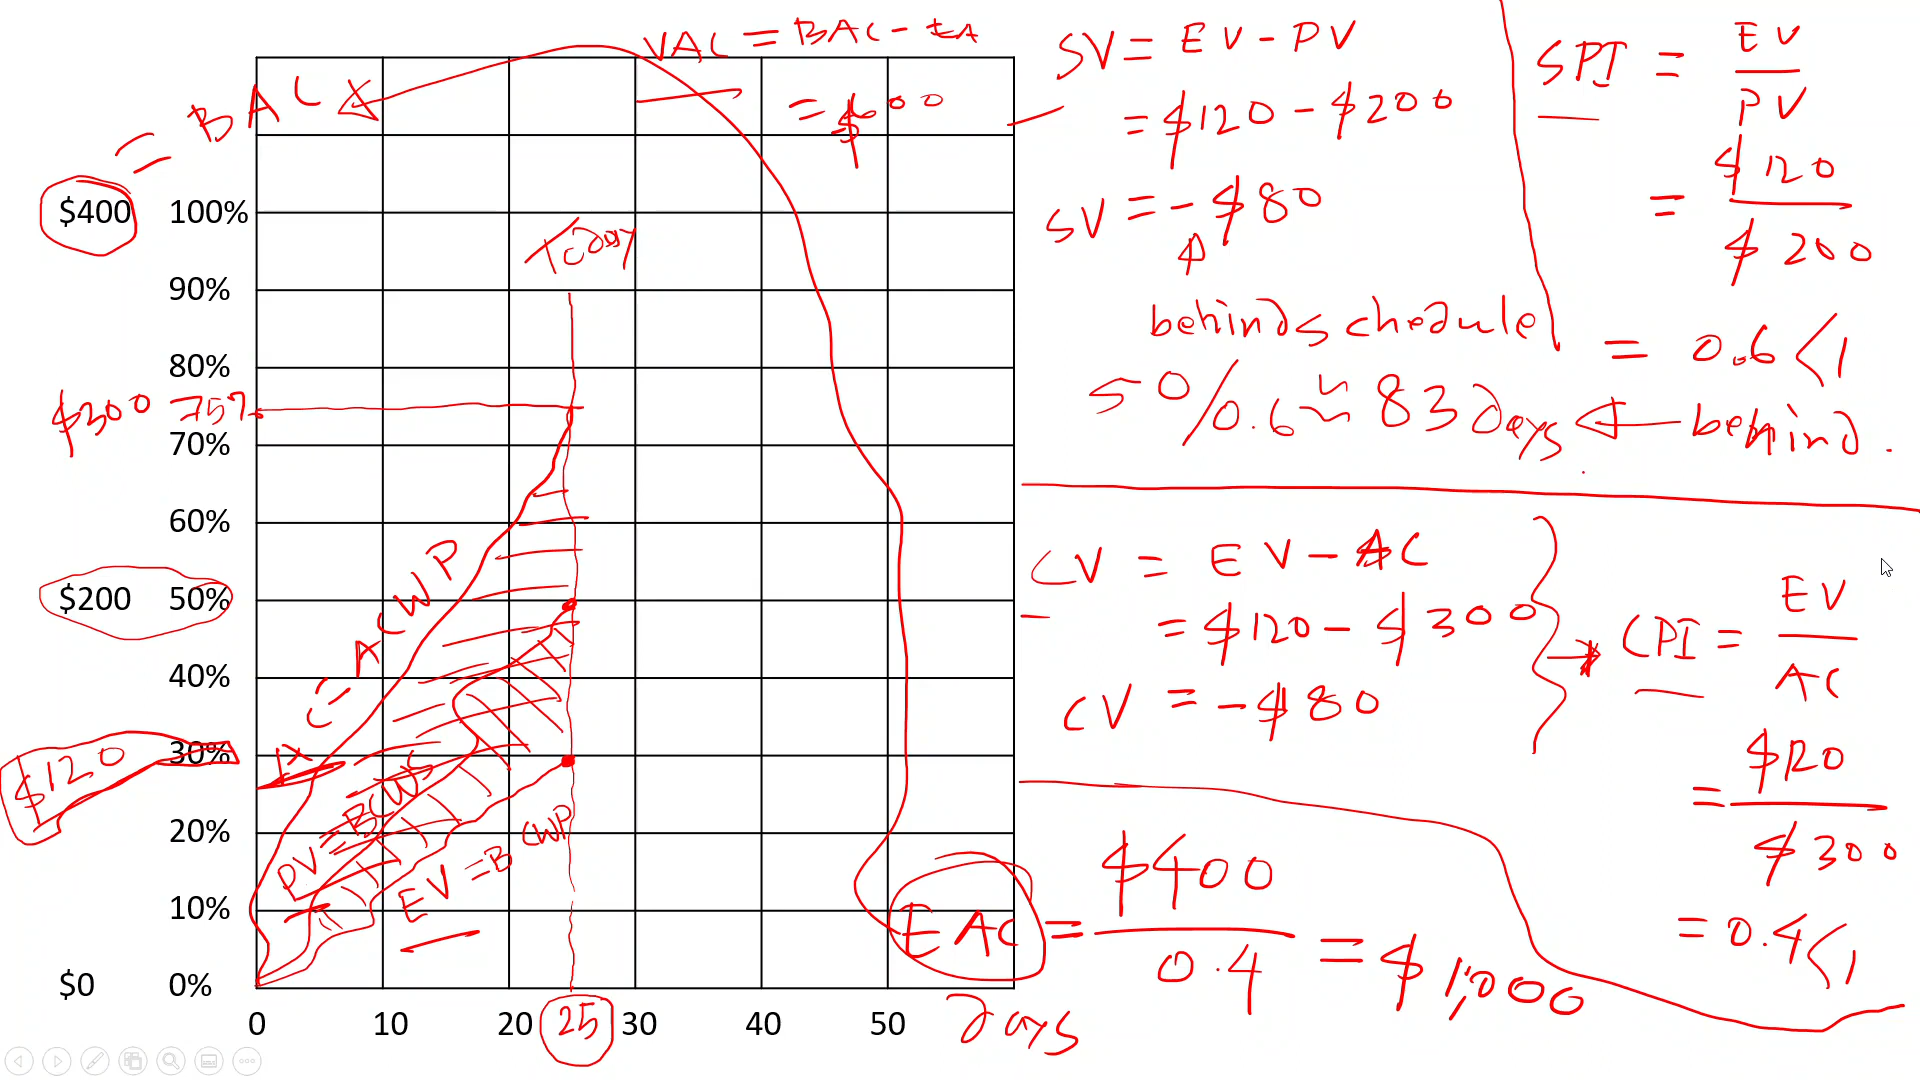 VAC = BAC - EA
= -$600
= BAC
$400 100%
Today
90%
80%
$300 75%
70%
60%
$200 50%
40%
AC = ACWP
$120 30%
PV = BCWS
20%
EV = BCWP
10%
$0 0%
0 10 20 25 30 40 50 Days
SV = EV - PV
= $120 - $200
SV = -$80
behind schedule
50/0.6 ≈ 83 Days
SPI = EV / PV
= $120 / $200
= 0.6 < 1
behind.
CV = EV - AC
= $120 - $300
CV = -$80
CPI = EV / AC
= $120 / $300
= 0.4 < 1
EAC = $400 / 0.4 = $1,000